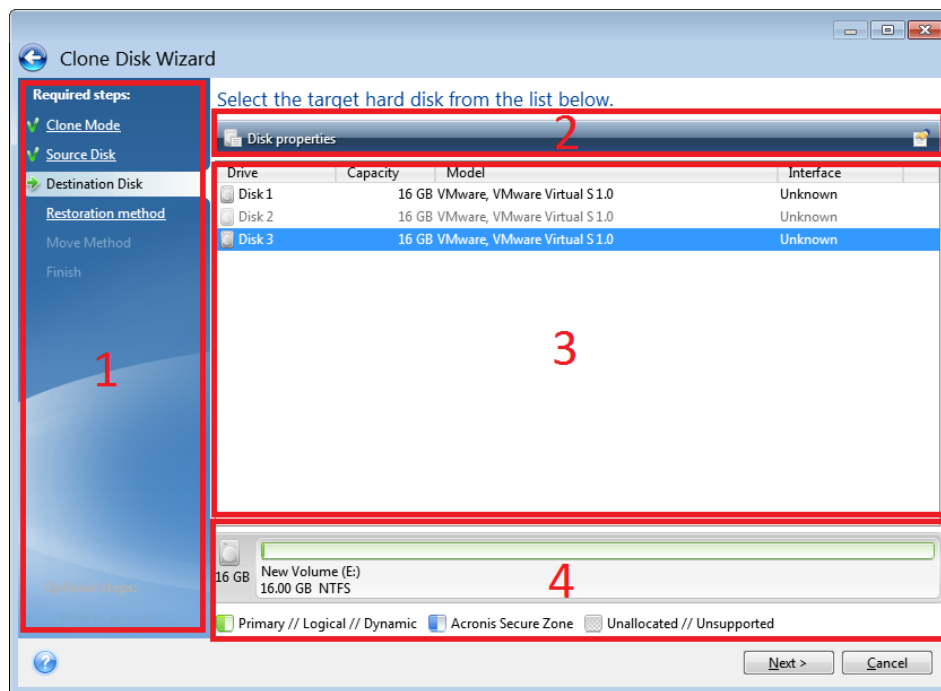 Clone Disk Wizard
Required steps:
Clone Mode
Source Disk
Destination Disk
Restoration method
Move Method
Finish
1
Select the target hard disk from the list below.
2
Disk properties
Drive Capacity Model Interface
Disk 1 16 GB VMware, VMware Virtual S 1.0 Unknown
Disk 2 16 GB VMware, VMware Virtual S 1.0 Unknown
Disk 3 16 GB VMware, VMware Virtual S 1.0 Unknown
3
16 GB
New Volume (E:)
16.00 GB NTFS
4
Primary // Logical // Dynamic Acronis Secure Zone Unallocated // Unsupported
Next > Cancel